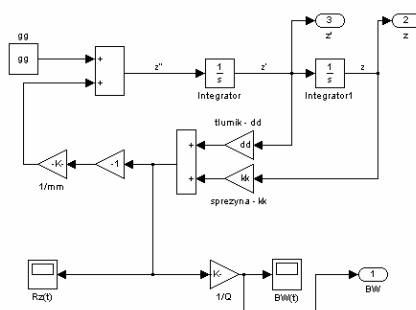 gg
gg
+
+
z''
1
s
Integrator
z'
3
z'
1
s
Integrator1
z
2
z
tlumik - dd
dd
+
+
kk
sprezyna - kk
-1
-K-
1/mm
Rz(t)
K-
1/Q
BW(t)
1
BW